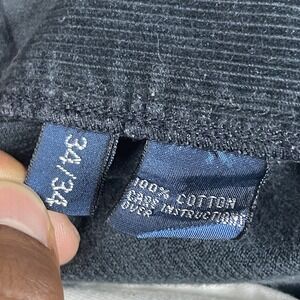 34/34
100% COTTON
CARE INSTRUCTIONS
OVER